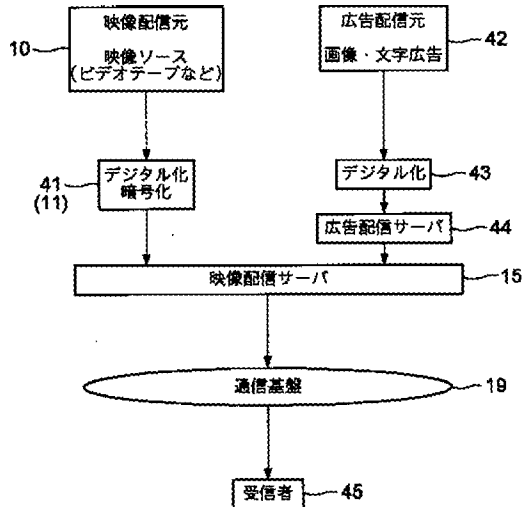 映像配信元
10
映像ソース
(ビデオテープなど)
広告配信元
42
画像・文字広告
41
(11)
デジタル化
暗号化
デジタル化
43
広告配信サーバ
44
映像配信サーバ
15
通信基盤
19
受信者
45